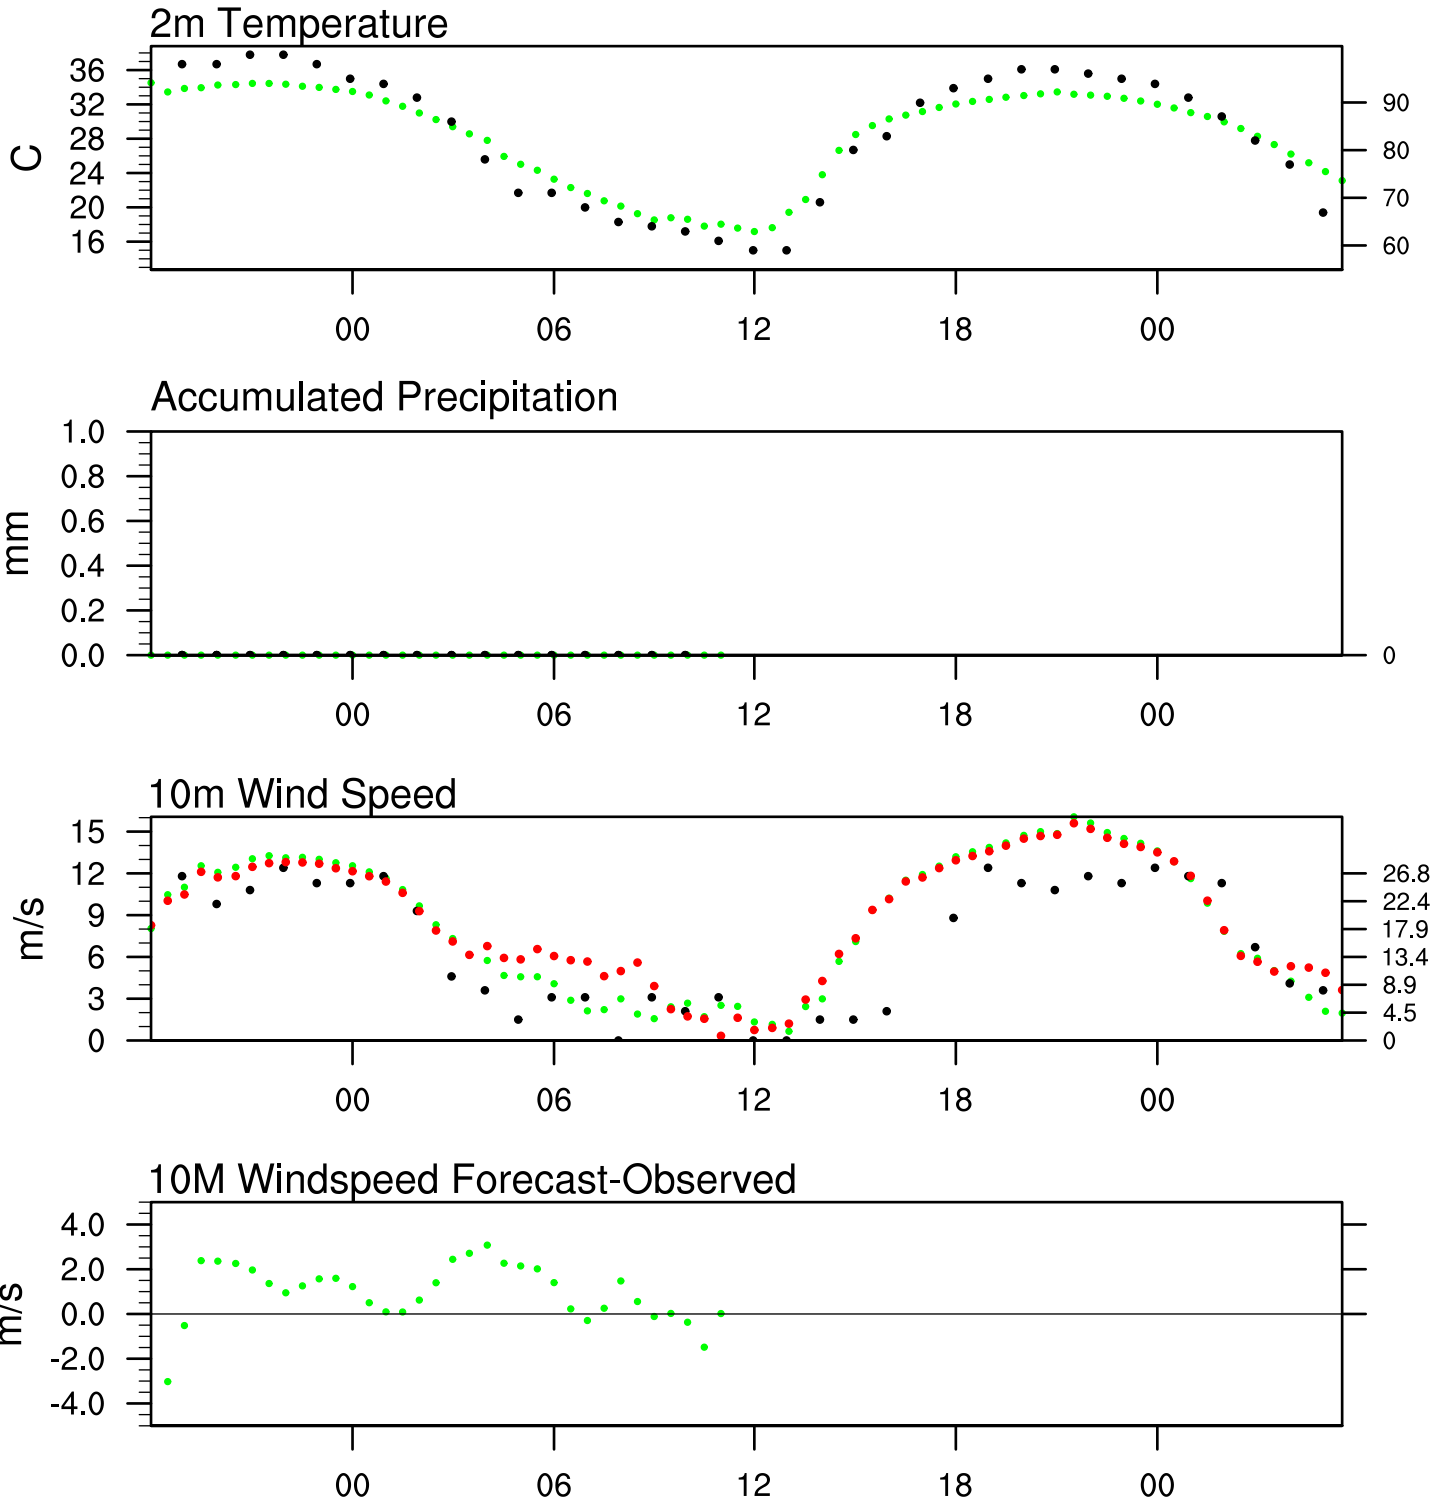 2m Temperature
C
36
32
28
24
20
16
90
80
70
60
00 06 12 18 00
Accumulated Precipitation
mm
1.0
0.8
0.6
0.4
0.2
0.0
0
00 06 12 18 00
10m Wind Speed
m/s
15
12
9
6
3
0
26.8
22.4
17.9
13.4
8.9
4.5
0
00 06 12 18 00
10M Windspeed Forecast-Observed
m/s
4.0
2.0
0.0
-2.0
-4.0
00 06 12 18 00